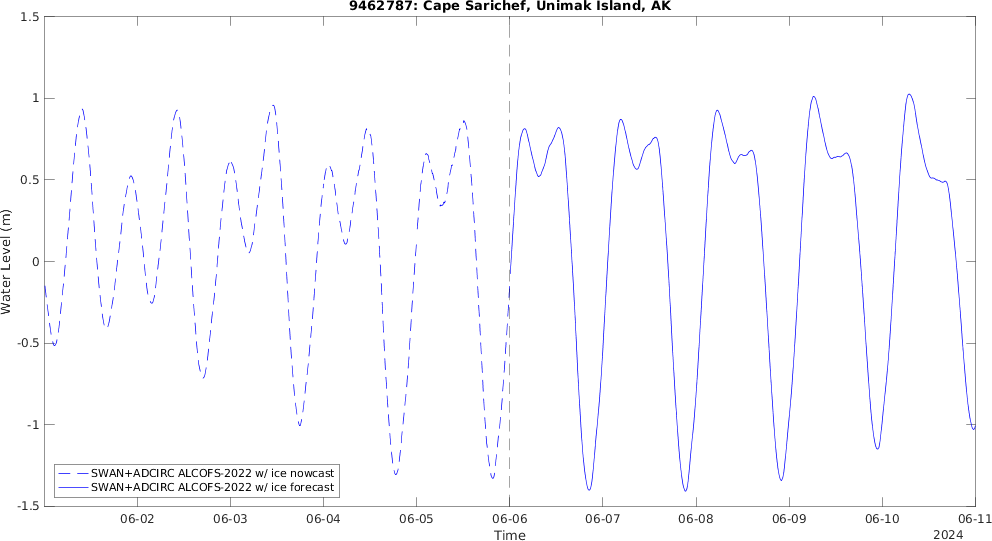 9462787: Cape Sarichef, Unimak Island, AK
1.5
1
0.5
0
-0.5
-1
-1.5
Water Level (m)
SWAN+ADCIRC ALCOFS-2022 w/ ice nowcast
SWAN+ADCIRC ALCOFS-2022 w/ ice forecast
06-02 06-03 06-04 06-05 06-06 06-07 06-08 06-09 06-10 06-11
Time
2024